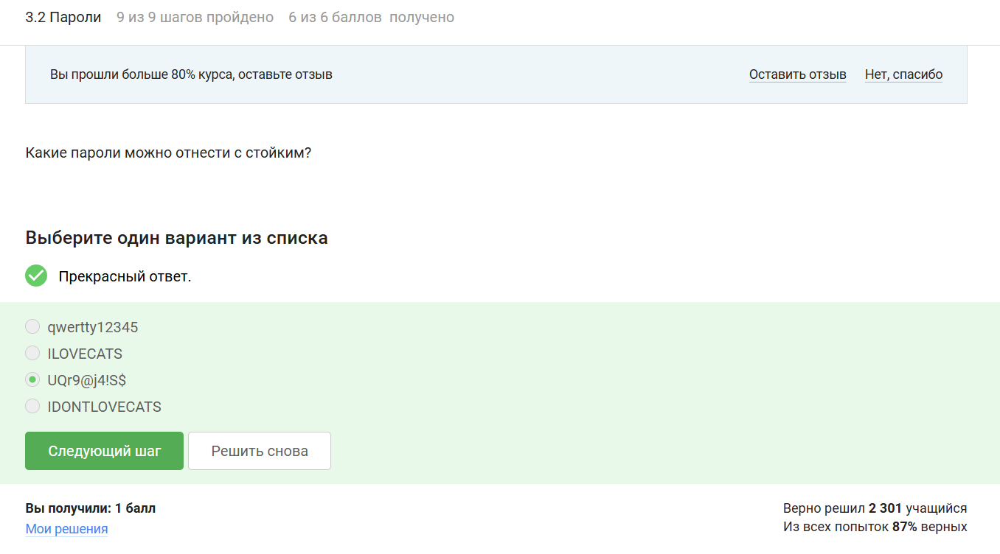 3.2 Пароли 9 из 9 шагов пройдено 6 из 6 баллов получено
Вы прошли больше 80% курса, оставьте отзыв Оставить отзыв Нет, спасибо
Какие пароли можно отнести с стойким?
Выберите один вариант из списка
Прекрасный ответ.
qwertty12345
ILOVECATS
UQr9@j4!S$
IDONTLOVECATS
Следующий шаг Решить снова
Вы получили: 1 балл
Мои решения
Верно решил 2 301 учащийся
Из всех попыток 87% верных